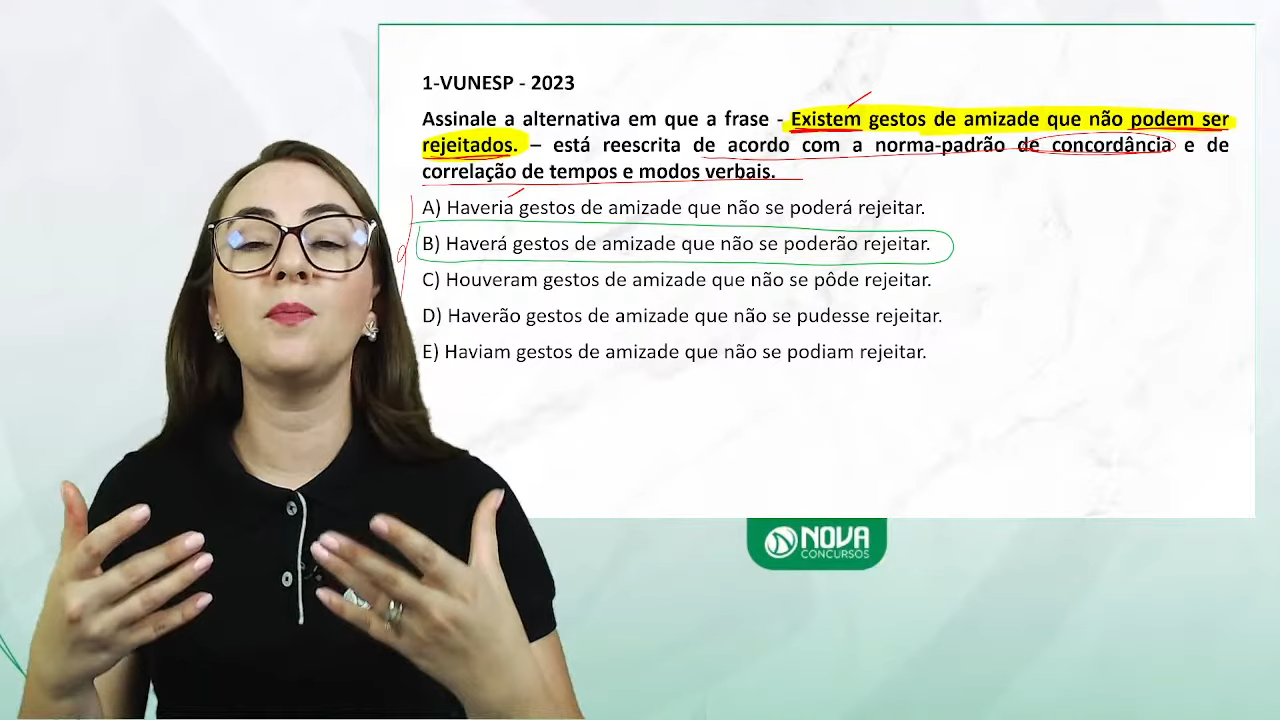 1-VUNESP - 2023
Assinale a alternativa em que a frase - Existem gestos de amizade que não podem ser
rejeitados. – está reescrita de acordo com a norma-padrão de concordância e de
correlação de tempos e modos verbais.
A) Haveria gestos de amizade que não se poderá rejeitar.
B) Haverá gestos de amizade que não se poderão rejeitar.
C) Houveram gestos de amizade que não se pôde rejeitar.
D) Haverão gestos de amizade que não se pudesse rejeitar.
E) Haviam gestos de amizade que não se podiam rejeitar.
NOVA
CONCURSOS